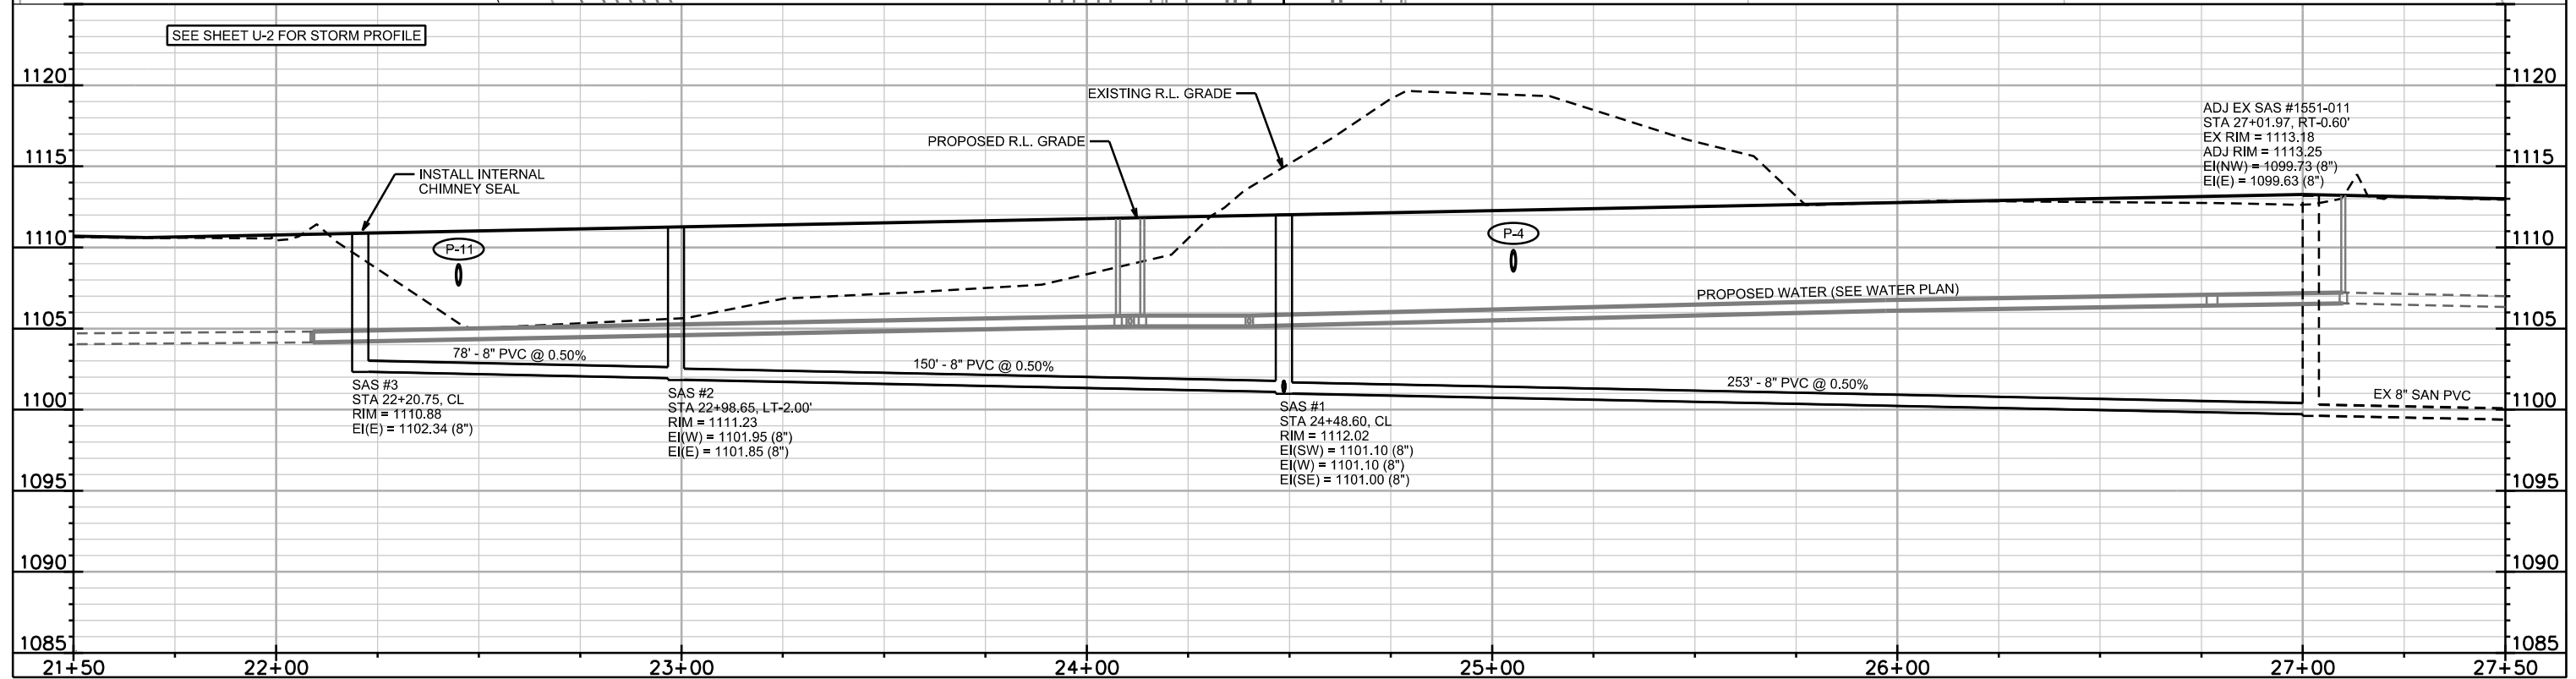 SEE SHEET U-2 FOR STORM PROFILE
1120
1115
1110
1105
1100
1095
1090
1085
INSTALL INTERNAL
CHIMNEY SEAL
P-11
PROPOSED R.L. GRADE
EXISTING R.L. GRADE
P-4
ADJ EX SAS #1551-011
STA 27+01.97, RT-0.60'
EX RIM = 1113.18
ADJ RIM = 1113.25
EI(NW) = 1099.73 (8")
EI(E) = 1099.63 (8")
PROPOSED WATER (SEE WATER PLAN)
78' - 8" PVC @ 0.50%
150' - 8" PVC @ 0.50%
253' - 8" PVC @ 0.50%
EX 8" SAN PVC
SAS #3
STA 22+20.75, CL
RIM = 1110.88
EI(E) = 1102.34 (8")
SAS #2
STA 22+98.65, LT-2.00'
RIM = 1111.23
EI(W) = 1101.95 (8")
EI(E) = 1101.85 (8")
SAS #1
STA 24+48.60, CL
RIM = 1112.02
EI(SW) = 1101.10 (8")
EI(W) = 1101.10 (8")
EI(SE) = 1101.00 (8")
1120
1115
1110
1105
1100
1095
1090
1085
21+50
22+00
23+00
24+00
25+00
26+00
27+00
27+50